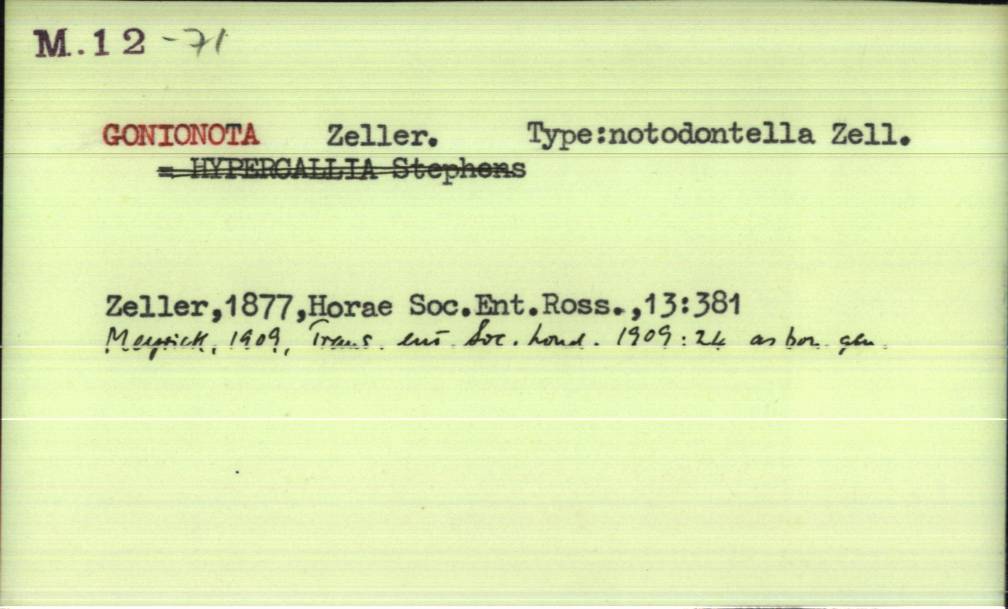 M.12 -71
GONIONOTA Zeller. Type:notodontella Zell.
= HYPERCALLIA Stephens
Zeller,1877,Horae Soc.Ent.Ross.,13:381
Meyrick, 1909, Trans. ent. Soc. Lond. 1909: 24 as bon. gen.